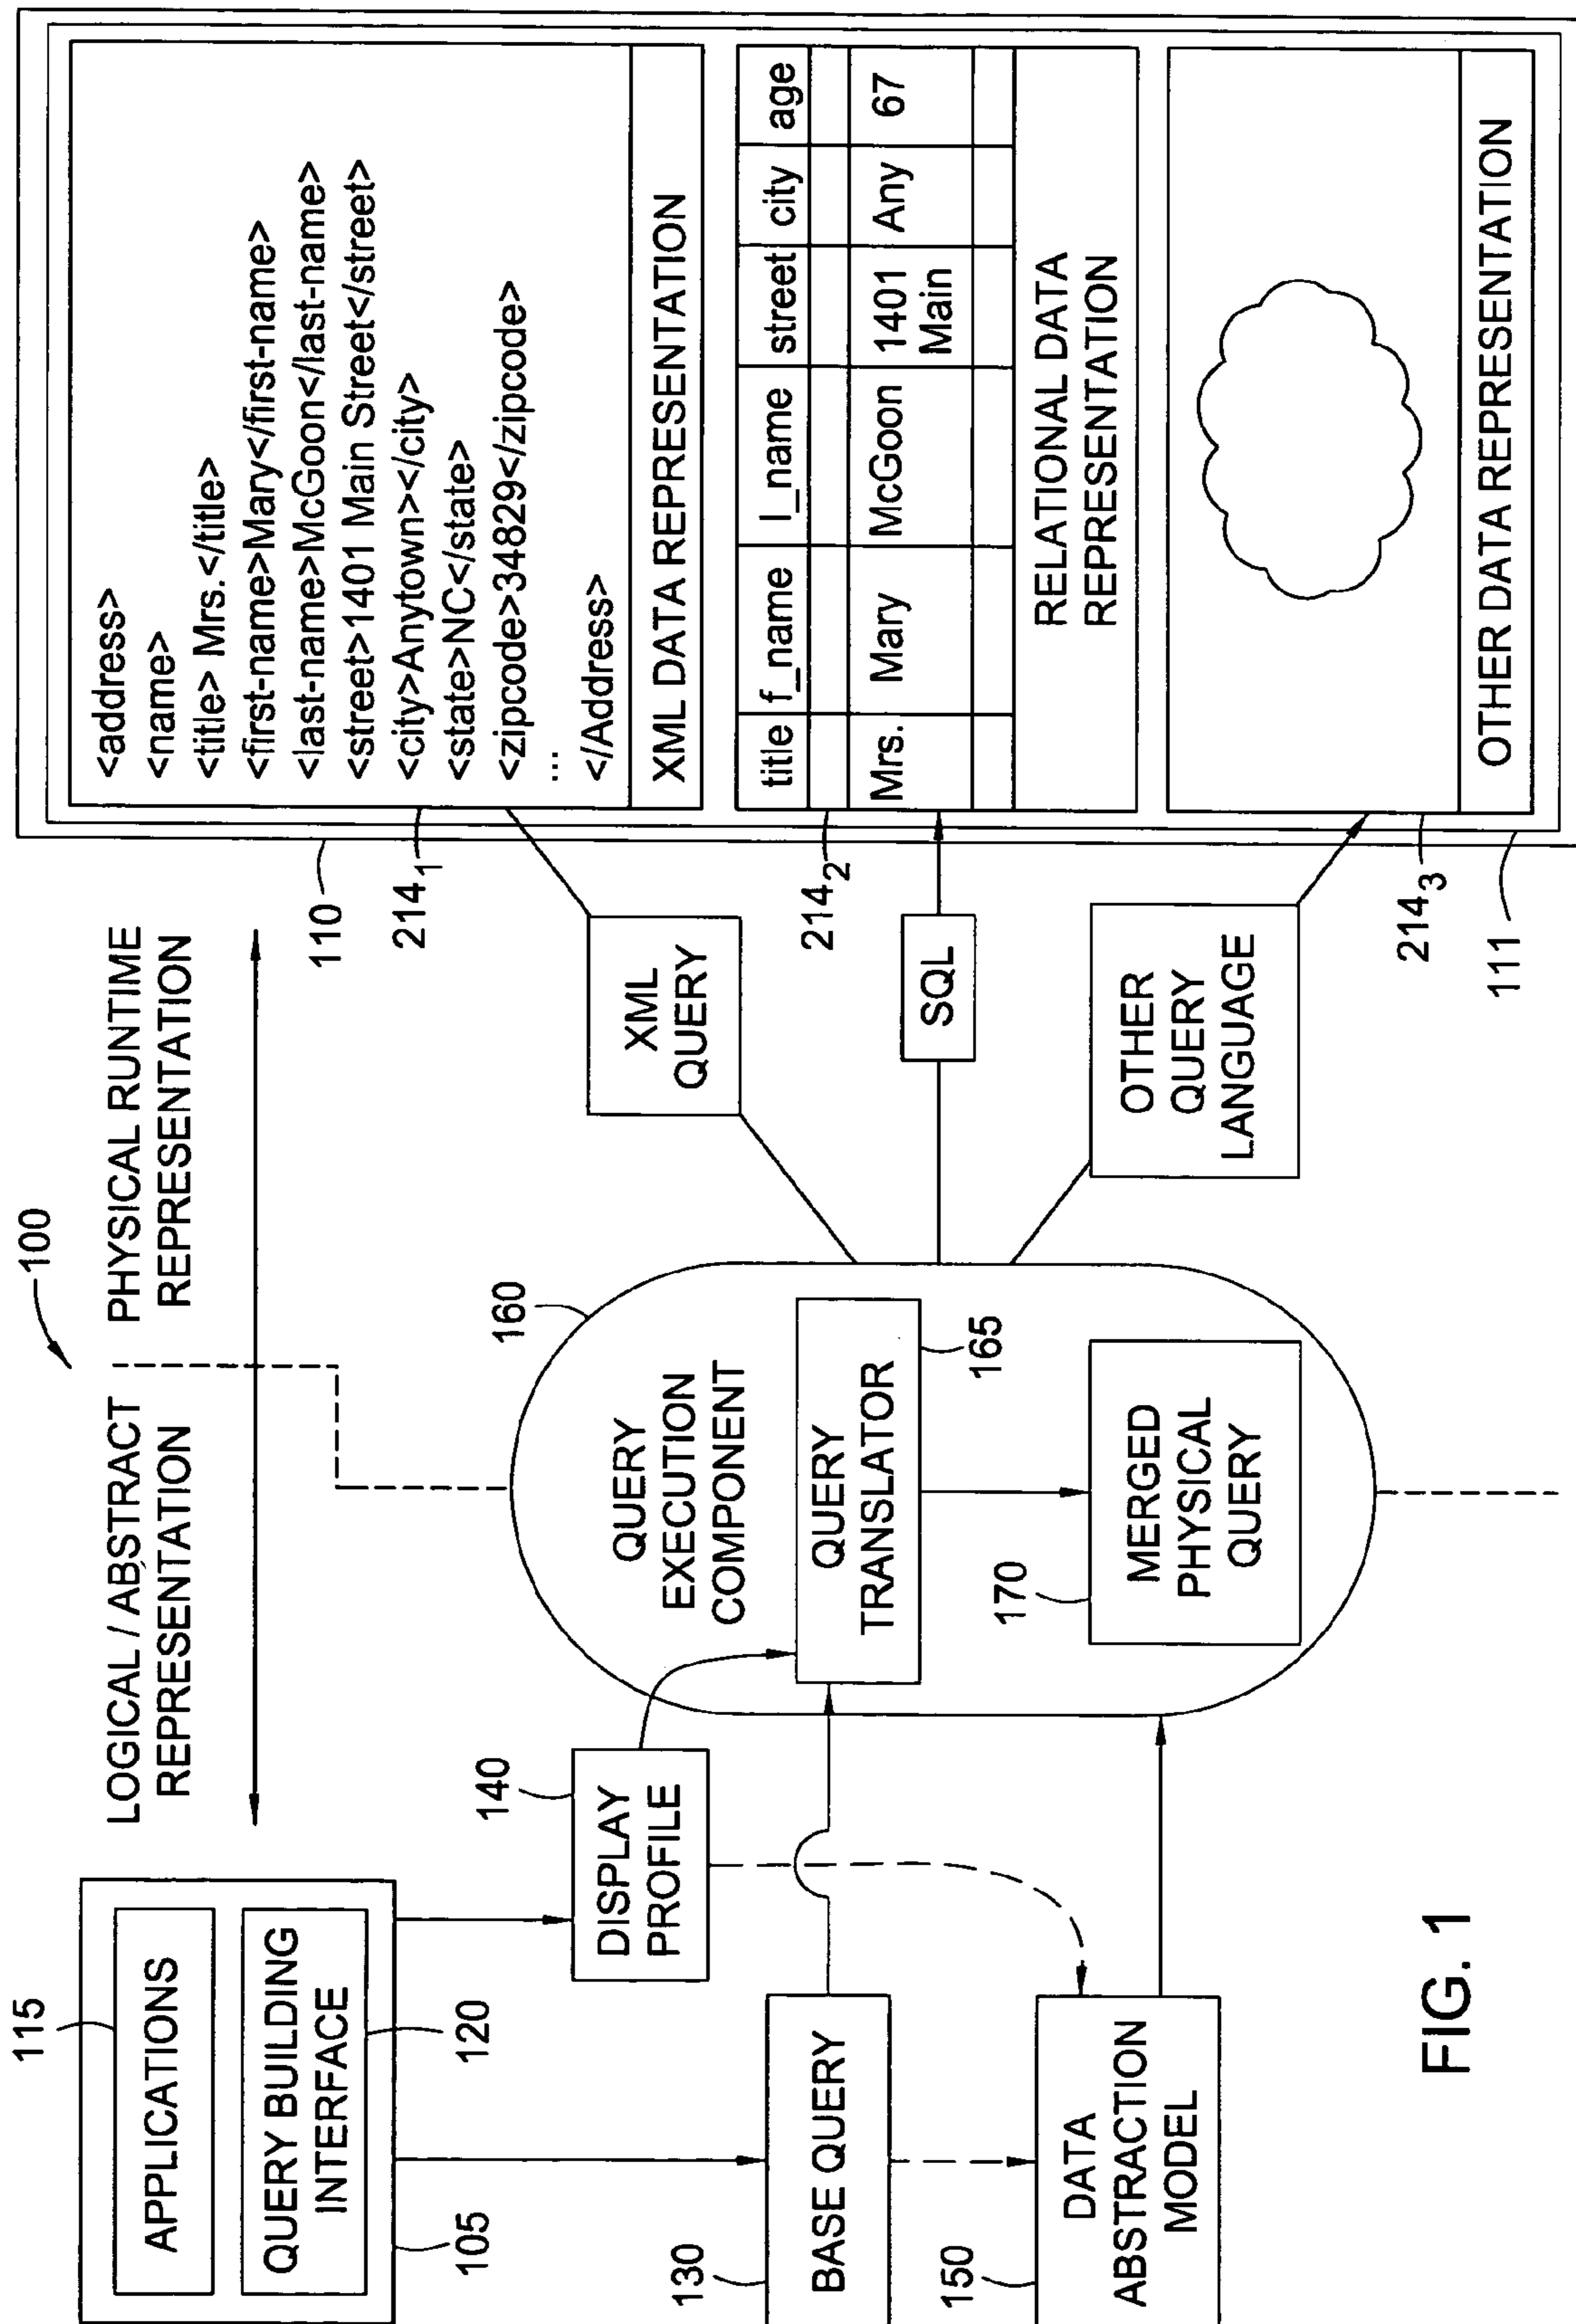 100
LOGICAL / ABSTRACT
REPRESENTATION
PHYSICAL RUNTIME
REPRESENTATION
115
APPLICATIONS
QUERY BUILDING
INTERFACE
120
105
140
DISPLAY
PROFILE
130
BASE QUERY
150
DATA
ABSTRACTION
MODEL
160
QUERY
EXECUTION
COMPONENT
QUERY
TRANSLATOR
165
170
MERGED
PHYSICAL
QUERY
XML
QUERY
SQL
OTHER
QUERY
LANGUAGE
110
214₁
<address>
<name>
<title> Mrs.</title>
<first-name>Mary</first-name>
<last-name>McGoon</last-name>
<street>1401 Main Street</street>
<city>Anytown></city>
<state>NC</state>
<zipcode>34829</zipcode>
...
</Address>
XML DATA REPRESENTATION
214₂
title f_name l_name street city age
Mrs. Mary McGoon 1401 Any 67
Main
RELATIONAL DATA
REPRESENTATION
214₃
OTHER DATA REPRESENTATION
111
FIG. 1